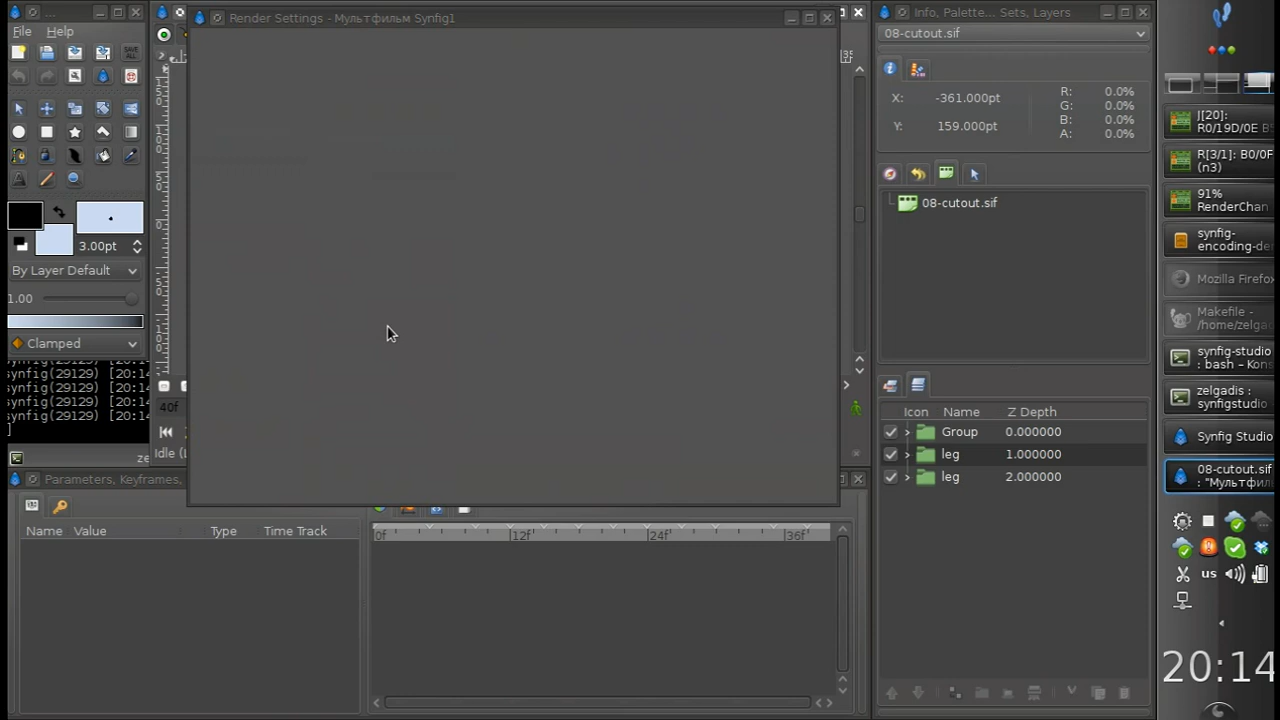 ...
File Help
SAVE ALL
3.00pt
By Layer Default
1.00
Clamped
synfig(29129) [20:14
synfig(29129) [20:14
synfig(29129) [20:14
synfig(29129) [20:14
]
Render Settings - Мультфильм Synfig1
40f
Idle
Parameters, Keyframes,
Name Value Type Time Track
0f 12f 24f 36f
Info, Palette... Sets, Layers
08-cutout.sif
X: -361.000pt
Y: 159.000pt
R: 0.0%
G: 0.0%
B: 0.0%
A: 0.0%
08-cutout.sif
Icon Name Z Depth
Group 0.000000
leg 1.000000
leg 2.000000
J[20]:
R0/19D/0E
R[3/1]: B0/0F
(n3)
91%
RenderChan
synfig-
encoding-de
Mozilla Firefox
Makefile -
/home/zelga
synfig-studio
: bash – Kons
zelgadis :
synfigstudio
Synfig Studio
08-cutout.sif
: "Мультфил
us
20:14